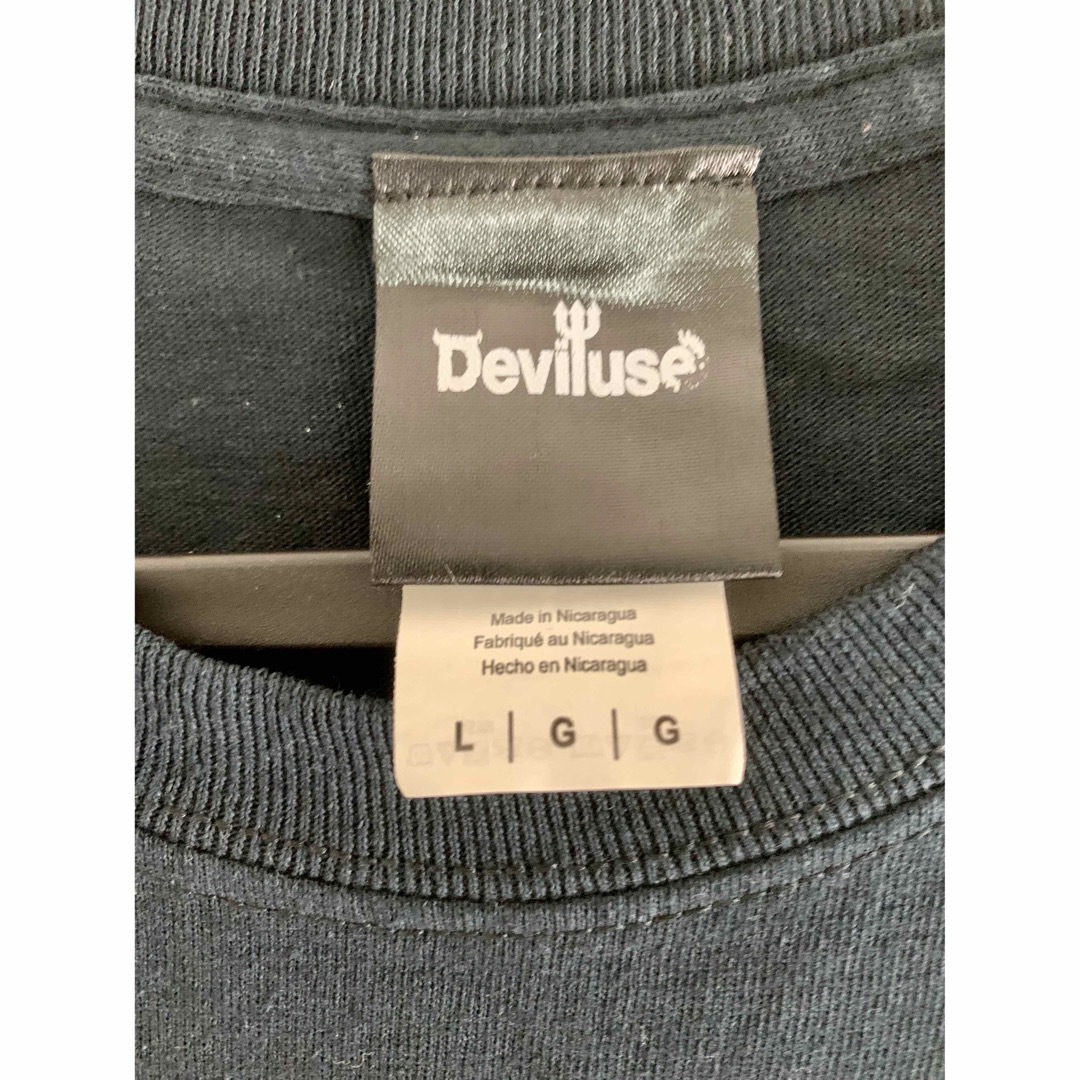 Deviluse
Made in Nicaragua
Fabriqué au Nicaragua
Hecho en Nicaragua
L | G | G